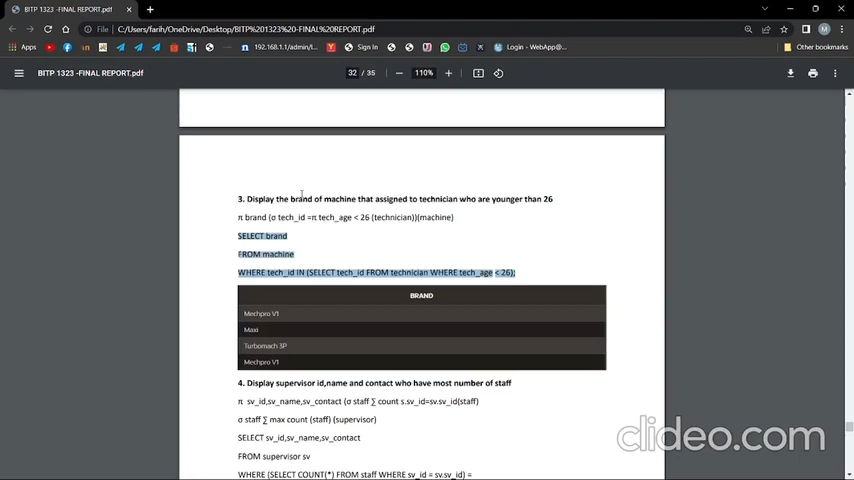 BITP 1323 -FINAL REPORT.pdf
File
C:/Users/farih/OneDrive/Desktop/BITP%201323%20-FINAL%20REPORT.pdf
Apps
192.168.1.1/admin/l...
Sign In
Login - WebApp@...
Other bookmarks
BITP 1323 -FINAL REPORT.pdf
32 / 35
110%
3. Display the brand of machine that assigned to technician who are younger than 26
π brand (σ tech_id =π tech_age < 26 (technician))(machine)
SELECT brand
FROM machine
WHERE tech_id IN (SELECT tech_id FROM technician WHERE tech_age < 26);
BRAND
Mechpro V1
Maxi
Turbomach 3P
Mechpro V1
4. Display supervisor id,name and contact who have most number of staff
π sv_id,sv_name,sv_contact (σ staff ∑ count s.sv_id=sv.sv_id(staff)
σ staff ∑ max count (staff) (supervisor)
SELECT sv_id,sv_name,sv_contact
FROM supervisor sv
WHERE (SELECT COUNT(*) FROM staff WHERE sv_id = sv.sv_id) =
clideo.com